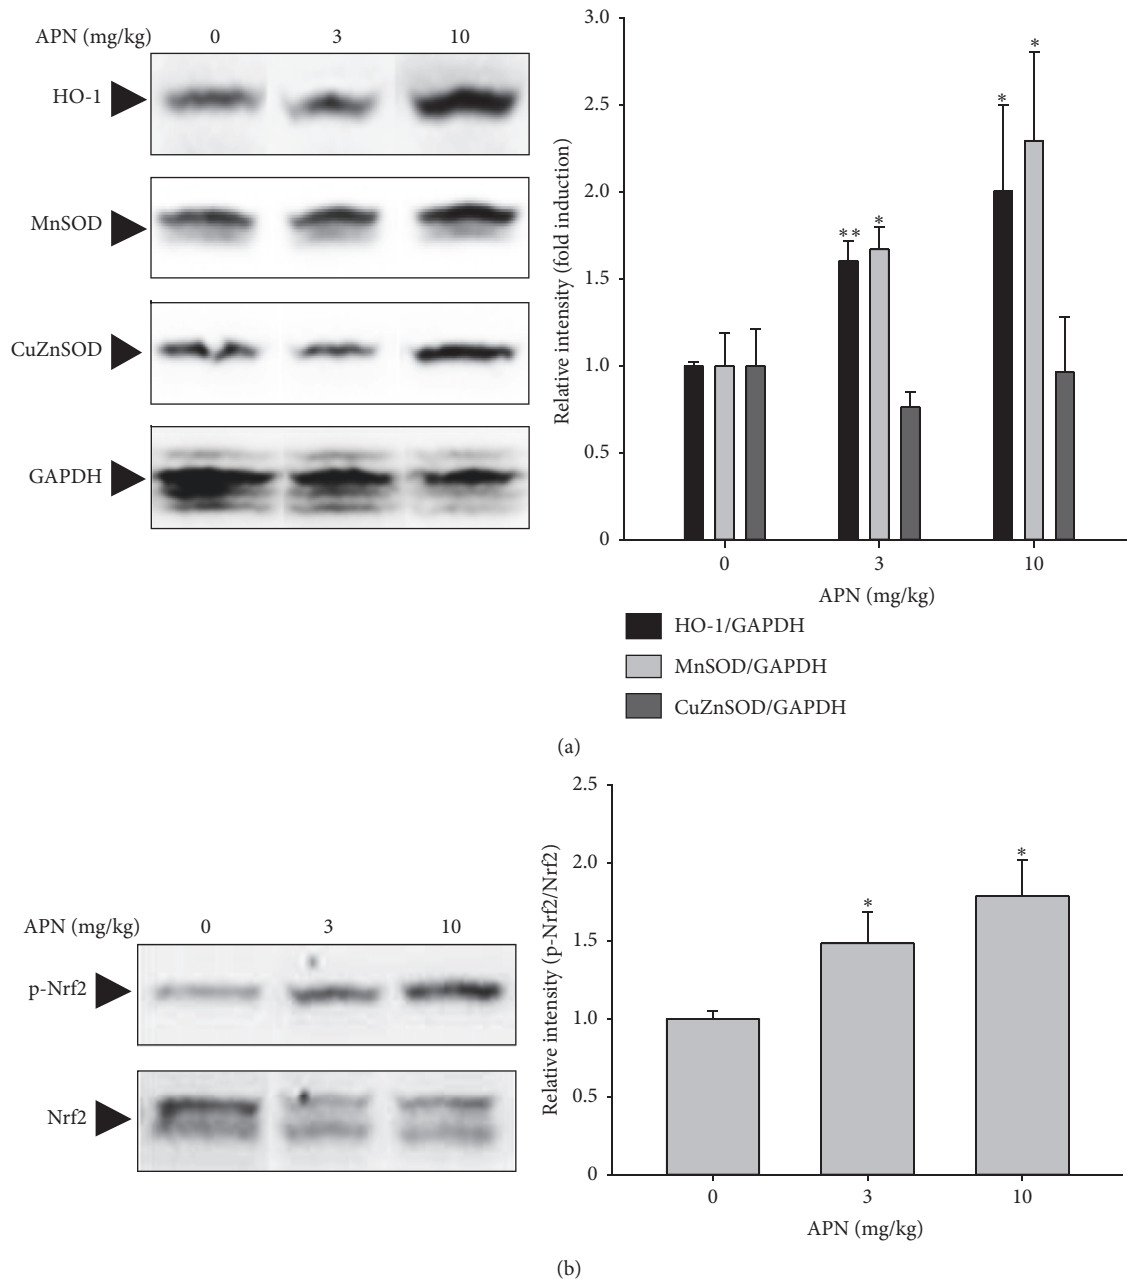 APN (mg/kg) 0 3 10
HO-1
MnSOD
CuZnSOD
GAPDH
Relative intensity (fold induction)
3.0
2.5
2.0
1.5
1.0
0.5
0
*
*
**
*
0 3 10
APN (mg/kg)
HO-1/GAPDH
MnSOD/GAPDH
CuZnSOD/GAPDH
(a)
APN (mg/kg) 0 3 10
p-Nrf2
Nrf2
Relative intensity (p-Nrf2/Nrf2)
2.5
2.0
1.5
1.0
0.5
0
*
*
0 3 10
APN (mg/kg)
(b)